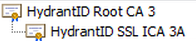 HydrantID Root CA 3
HydrantID SSL ICA 3A